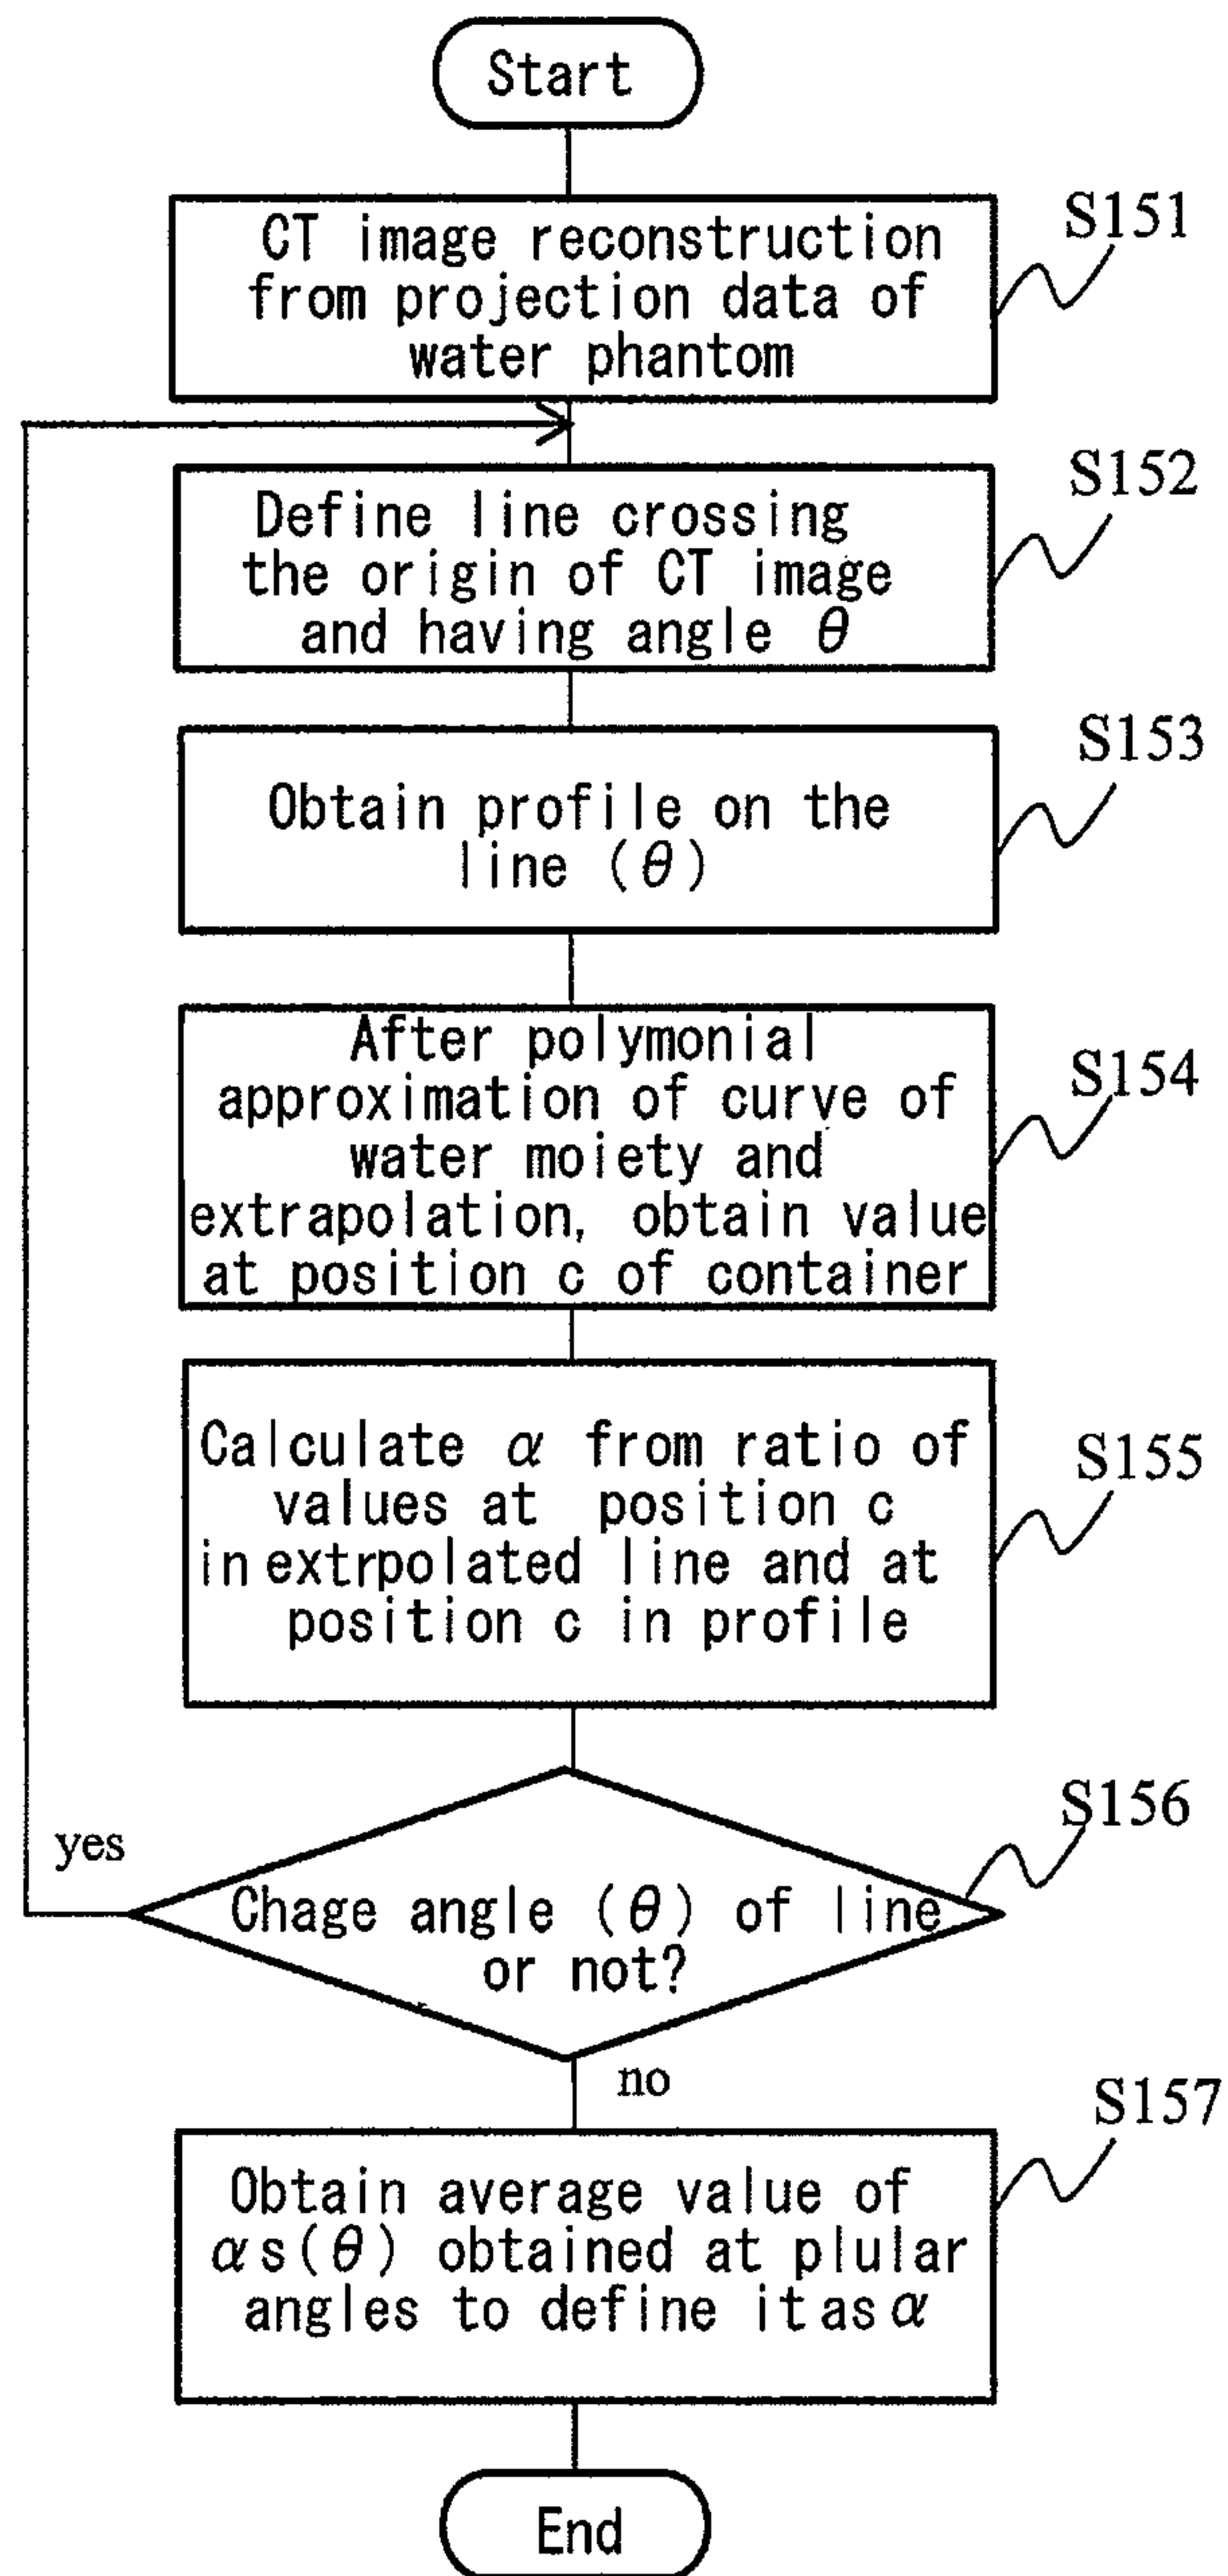 Start
CT image reconstruction
from projection data of
water phantom
S151
Define line crossing
the origin of CT image
and having angle θ
S152
Obtain profile on the
line (θ)
S153
After polymonial
approximation of curve of
water moiety and
extrapolation, obtain value
at position c of container
S154
Calculate α from ratio of
values at position c
in extrpolated line and at
position c in profile
S155
yes
Chage angle (θ) of line
or not?
S156
no
Obtain average value of
αs(θ) obtained at plular
angles to define it as α
S157
End